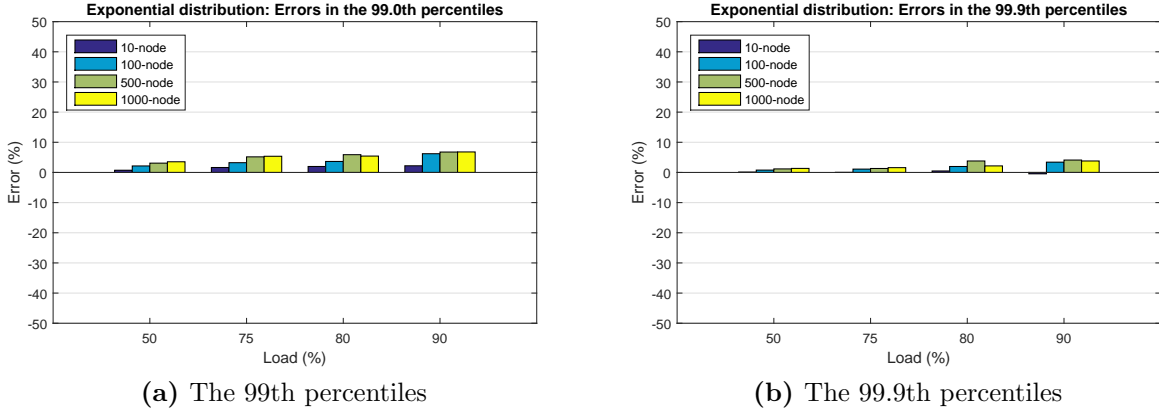 Exponential distribution: Errors in the 99.0th percentiles
50
40
30
20
10
0
-10
-20
-30
-40
-50
Error (%)
10-node
100-node
500-node
1000-node
50 75 80 90
Load (%)
(a) The 99th percentiles
Exponential distribution: Errors in the 99.9th percentiles
50
40
30
20
10
0
-10
-20
-30
-40
-50
Error (%)
10-node
100-node
500-node
1000-node
50 75 80 90
Load (%)
(b) The 99.9th percentiles